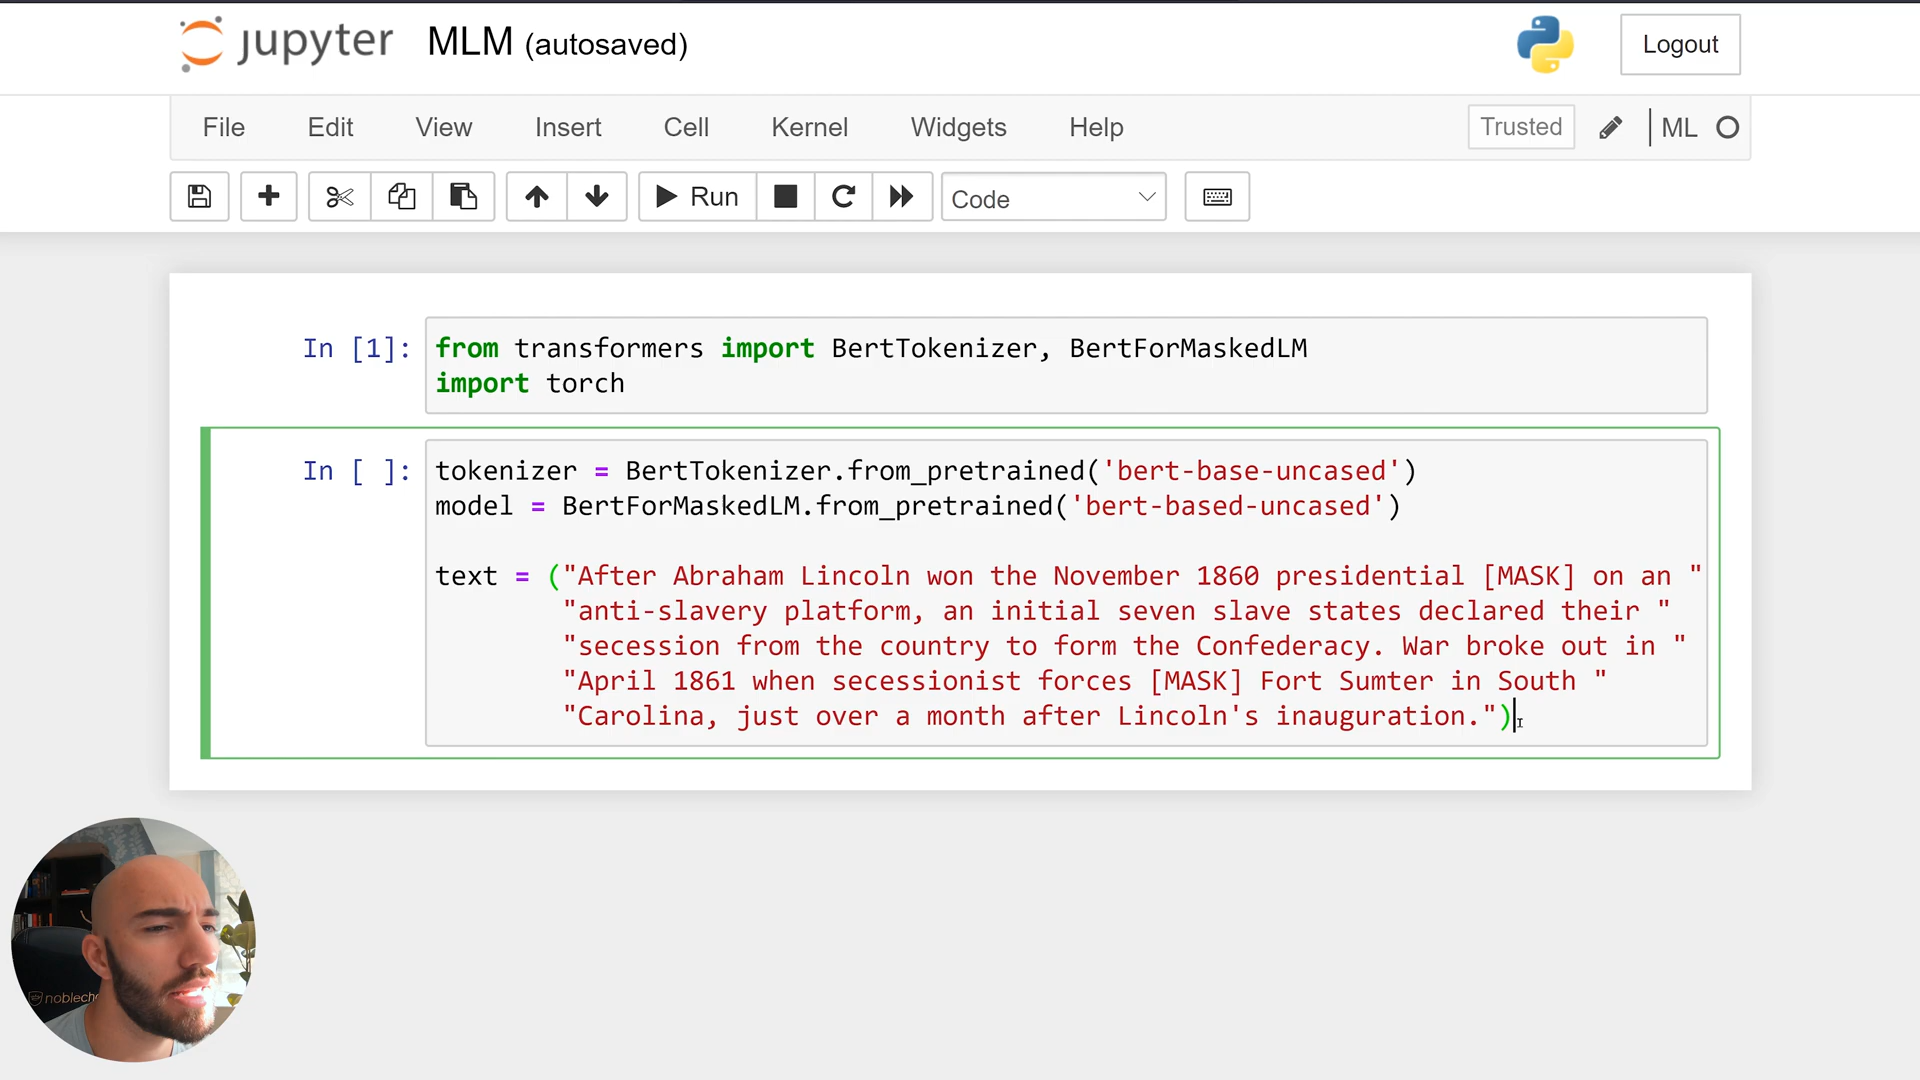 jupyter MLM (autosaved) Logout
File Edit View Insert Cell Kernel Widgets Help Trusted ML
Run Code
In [1]: from transformers import BertTokenizer, BertForMaskedLM
import torch
In [ ]: tokenizer = BertTokenizer.from_pretrained('bert-base-uncased')
model = BertForMaskedLM.from_pretrained('bert-based-uncased')
text = ("After Abraham Lincoln won the November 1860 presidential [MASK] on an "
"anti-slavery platform, an initial seven slave states declared their "
"secession from the country to form the Confederacy. War broke out in "
"April 1861 when secessionist forces [MASK] Fort Sumter in South "
"Carolina, just over a month after Lincoln's inauguration.")